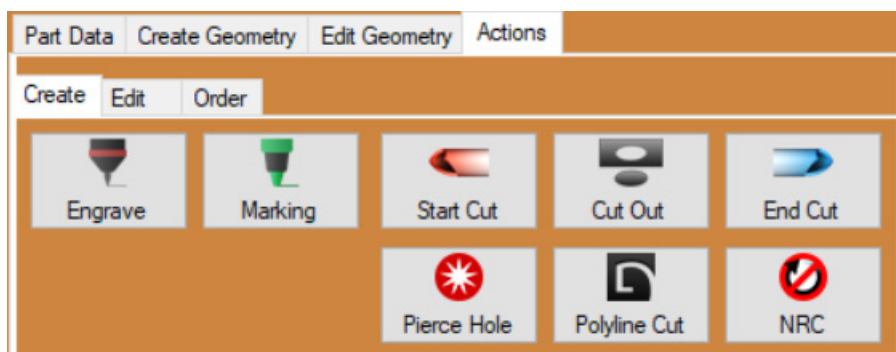 Part Data Create Geometry Edit Geometry Actions
Create Edit Order
Engrave Marking Start Cut Cut Out End Cut
Pierce Hole Polyline Cut NRC